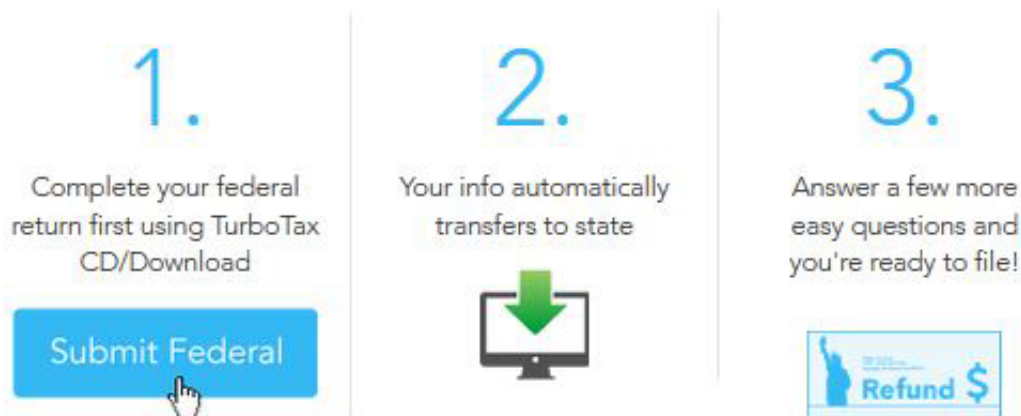 1.
Complete your federal
return first using TurboTax
CD/Download
Submit Federal
2.
Your info automatically
transfers to state
3.
Answer a few more
easy questions and
you're ready to file!
Refund $